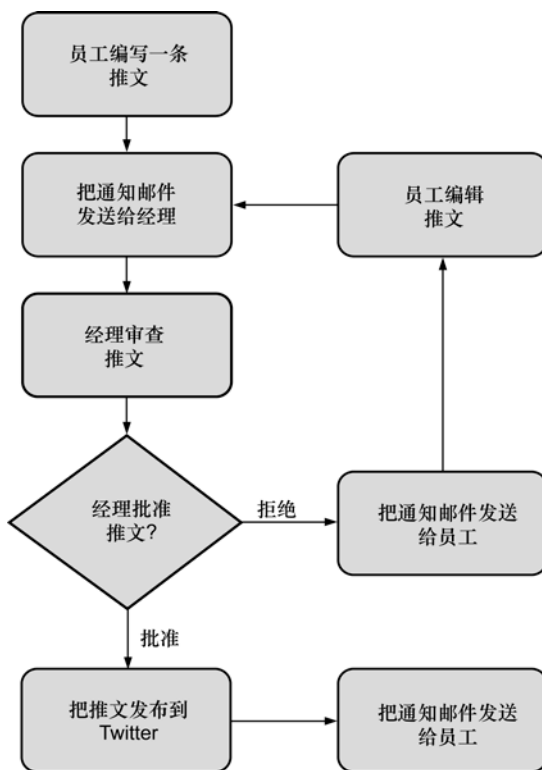 员工编写一条
推文
把通知邮件
发送给经理
员工编辑
推文
经理审查
推文
经理批准
推文?
拒绝
把通知邮件发送
给员工
批准
把推文发布到
Twitter
把通知邮件发送
给员工